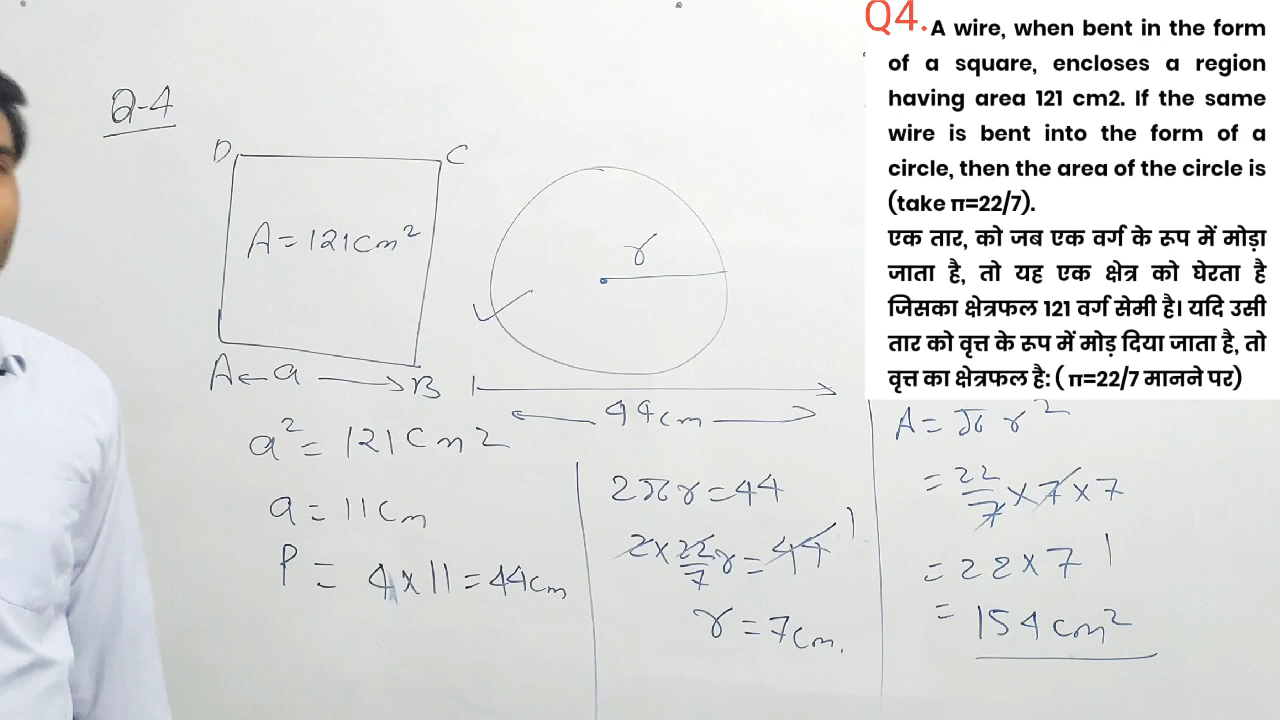 Q4. A wire, when bent in the form
of a square, encloses a region
having area 121 cm2. If the same
wire is bent into the form of a
circle, then the area of the circle is
(take π=22/7).
एक तार, को जब एक वर्ग के रूप में मोड़ा
जाता है, तो यह एक क्षेत्र को घेरता है
जिसका क्षेत्रफल 121 वर्ग सेमी है। यदि उसी
तार को वृत्त के रूप में मोड़ दिया जाता है, तो
वृत्त का क्षेत्रफल है: ( π=22/7 मानने पर)
Q-4
D C
A = 121 cm²
A ← a → B
a² = 121 cm²
a = 11 cm
P = 4 × 11 = 44 cm
r
44 cm
2πr = 44
2 × 22/7 r = 44 1
r = 7 cm.
A = π r²
= 22/7 × 7 × 7
= 22 × 7
= 154 cm²